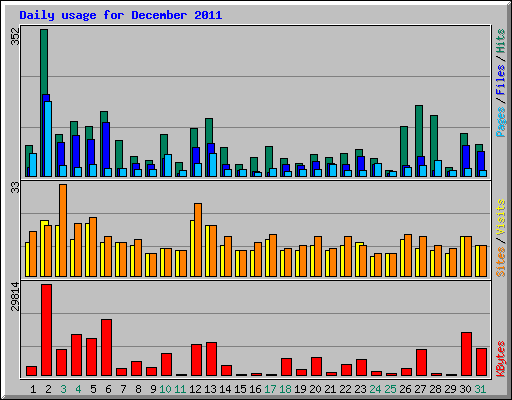 Daily usage for December 2011
352
Pages / Files / Hits
33
Sites / Visits
29814
KBytes
1 2 3 4 5 6 7 8 9 10 11 12 13 14 15 16 17 18 19 20 21 22 23 24 25 26 27 28 29 30 31